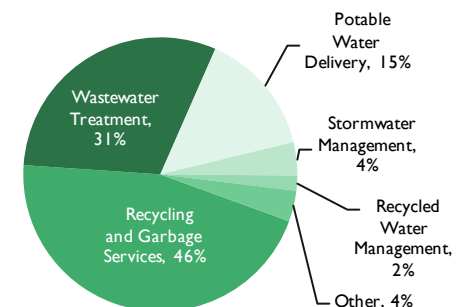 Potable
Water
Delivery, 15%
Wastewater
Treatment,
31%
Stormwater
Management,
4%
Recycled
Water
Management,
2%
Recycling
and Garbage
Services, 46%
Other, 4%